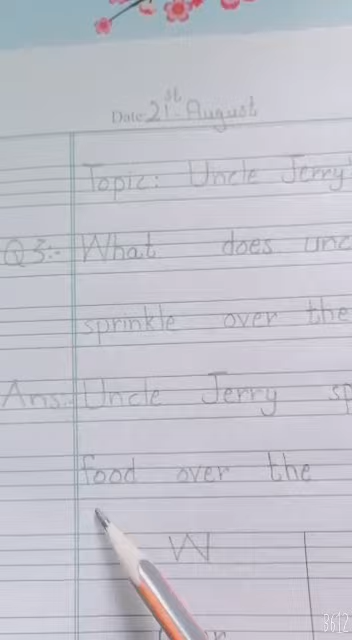 Date: 21st August
Topic: Uncle Jerry'
Q3:- What does unc
sprinkle over the
Ans:- Uncle Jerry sp
food over the
W